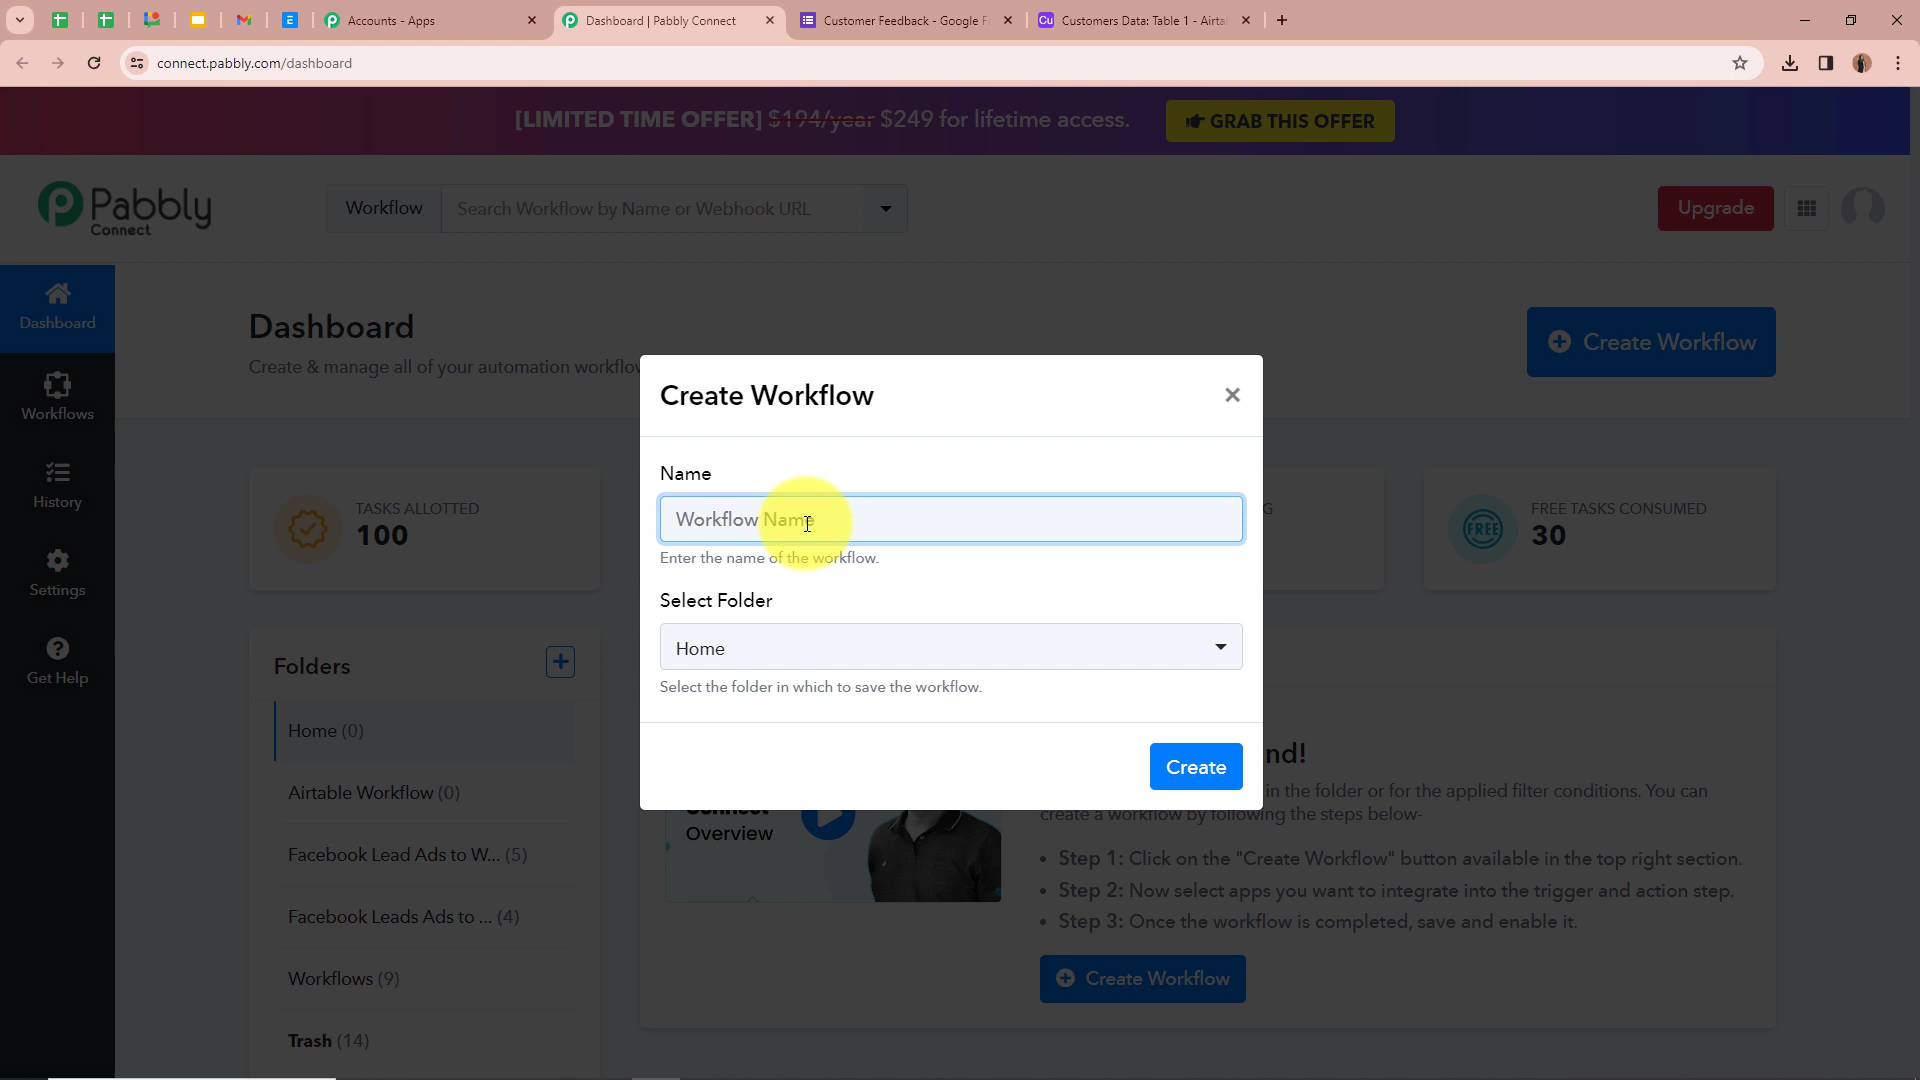 Accounts - Apps
Dashboard | Pabbly Connect
Customer Feedback - Google F
Customers Data: Table 1 - Airta
connect.pabbly.com/dashboard
[LIMITED TIME OFFER] $194/year $249 for lifetime access.
GRAB THIS OFFER
Pabbly
Connect
Workflow
Search Workflow by Name or Webhook URL
Upgrade
Dashboard
Workflows
History
Settings
Get Help
Dashboard
Create & manage all of your automation workflo
Create Workflow
TASKS ALLOTTED
100
G
FREE
FREE TASKS CONSUMED
30
Folders
Home (0)
Airtable Workflow (0)
Facebook Lead Ads to W... (5)
Facebook Leads Ads to ... (4)
Workflows (9)
Trash (14)
Create Workflow
Name
Workflow Name
Enter the name of the workflow.
Select Folder
Home
Select the folder in which to save the workflow.
Create
Connect
Overview
nd!
in the folder or for the applied filter conditions. You can
create a workflow by following the steps below-
Step 1: Click on the "Create Workflow" button available in the top right section.
Step 2: Now select apps you want to integrate into the trigger and action step.
Step 3: Once the workflow is completed, save and enable it.
Create Workflow